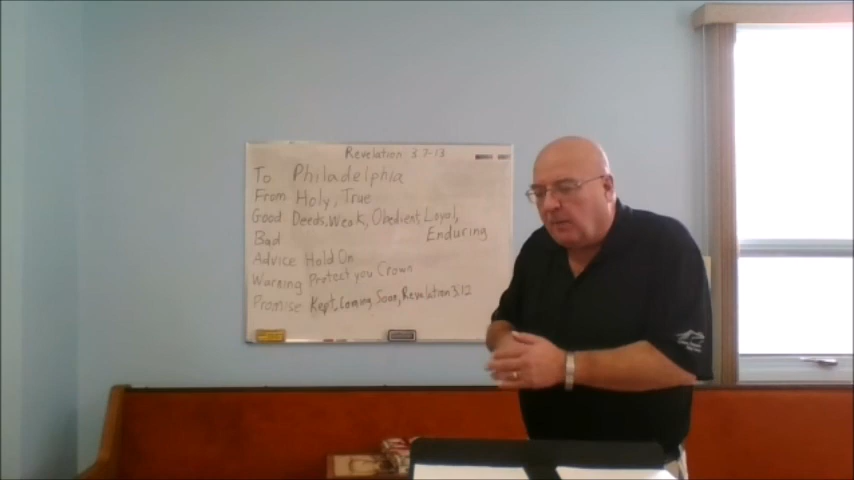 Revelation 3:7-13
To Philadelphia
From Holy, True
Good Deeds, Weak, Obedient, Loyal,
Enduring
Bad
Advice Hold On
Warning Protect you Crown
Promise Kept, Coming Soon, Revalation 3:12